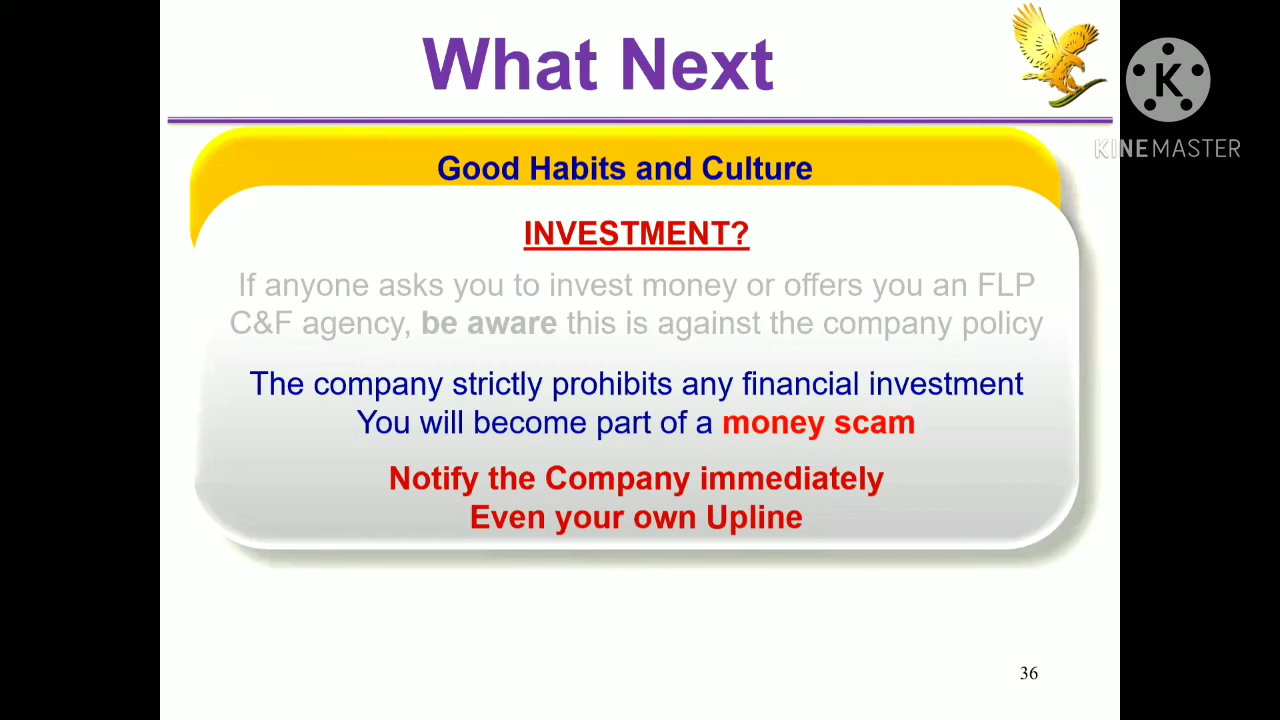 What Next
K
KINEMASTER
Good Habits and Culture
INVESTMENT?
If anyone asks you to invest money or offers you an FLP
C&F agency, be aware this is against the company policy
The company strictly prohibits any financial investment
You will become part of a money scam
Notify the Company immediately
Even your own Upline
36